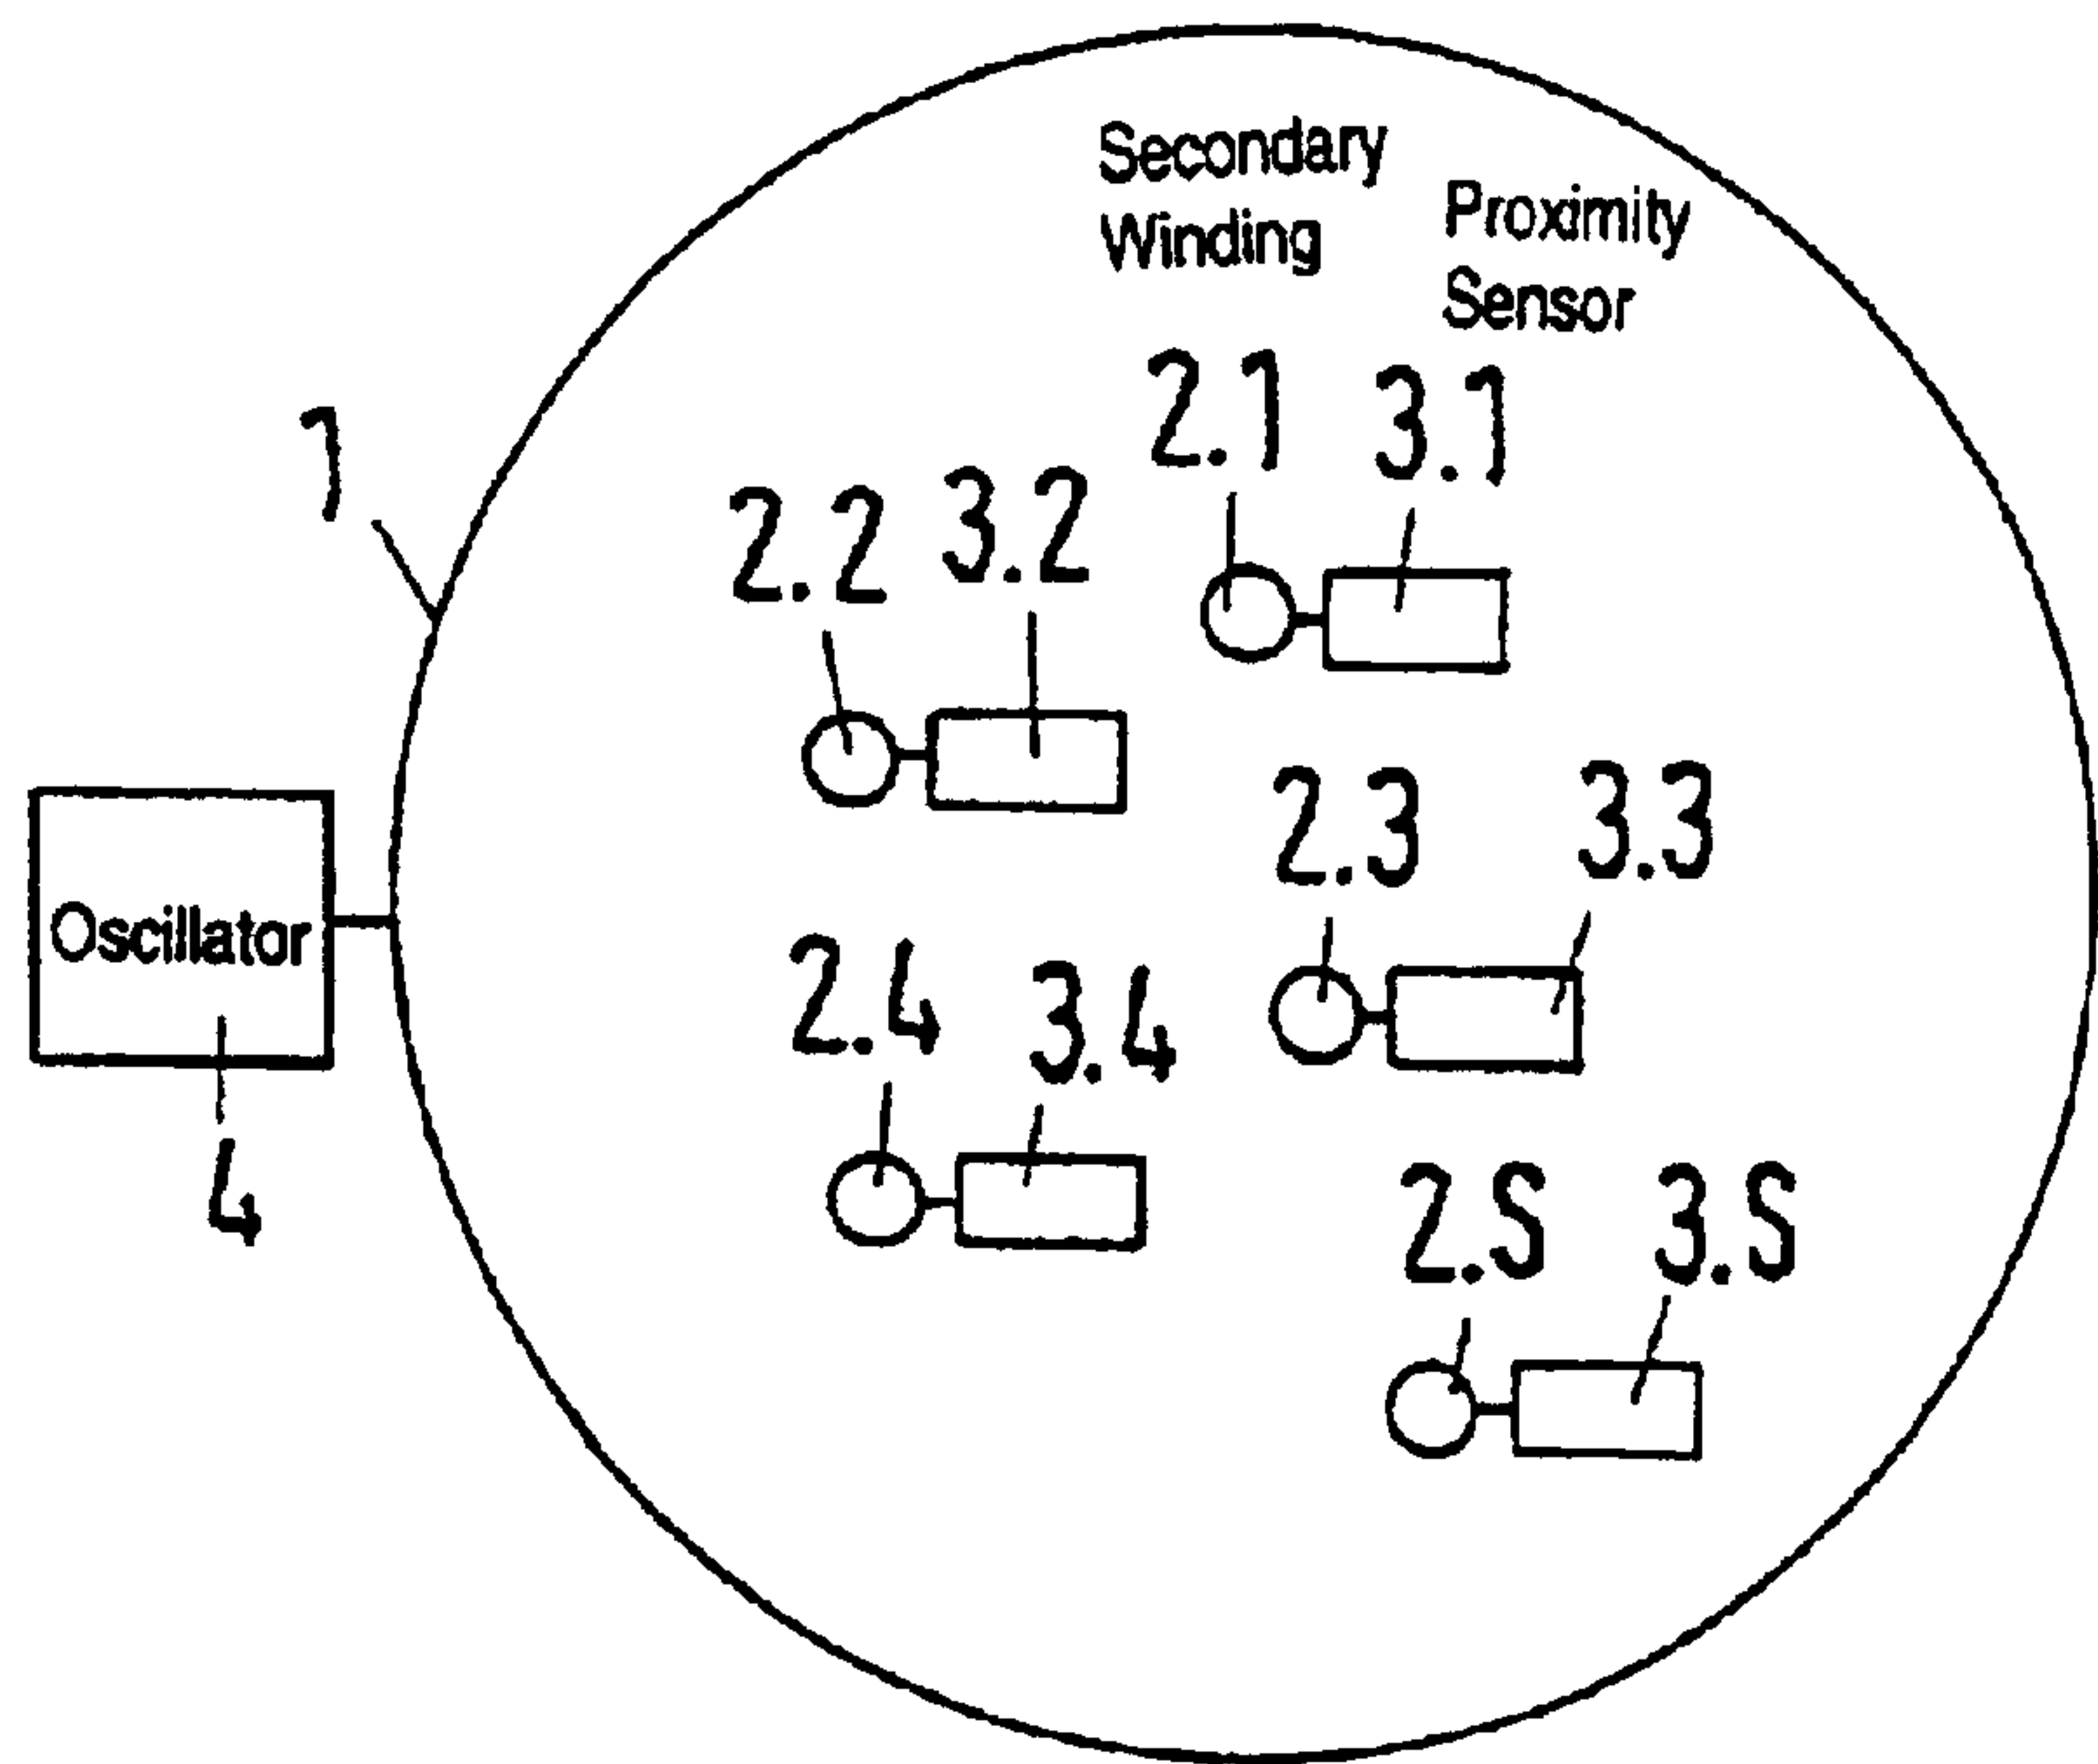 Secondary
Winding
Proximity
Sensor
2.1 3.1
1
2.2 3.2
2.3 3.3
Oscillator
2.4 3.4
4
2.S 3.S